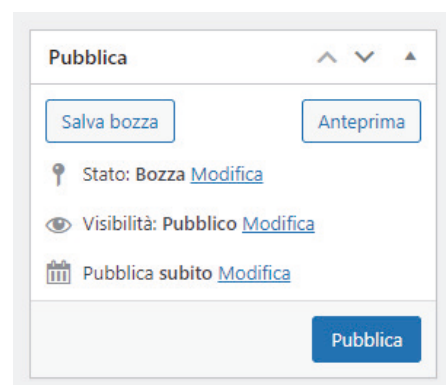 Pubblica
Salva bozza Anteprima
Stato: Bozza Modifica
Visibilità: Pubblico Modifica
Pubblica subito Modifica
Pubblica